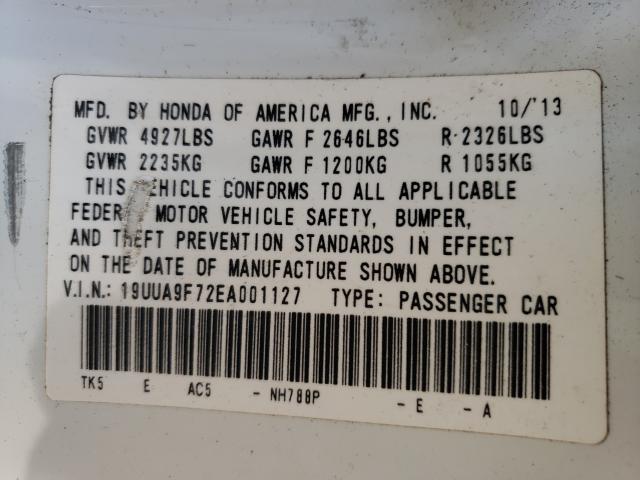 MFD. BY HONDA OF AMERICA MFG., INC. 10/'13
GVWR 4927LBS GAWR F 2646LBS R 2326LBS
GVWR 2235KG GAWR F 1200KG R 1055KG
THIS VEHICLE CONFORMS TO ALL APPLICABLE
FEDERAL MOTOR VEHICLE SAFETY, BUMPER,
AND THEFT PREVENTION STANDARDS IN EFFECT
ON THE DATE OF MANUFACTURE SHOWN ABOVE.
V.I.N.: 19UUA9F72EA001127 TYPE: PASSENGER CAR
TK5 E AC5 - NH788P - E - A